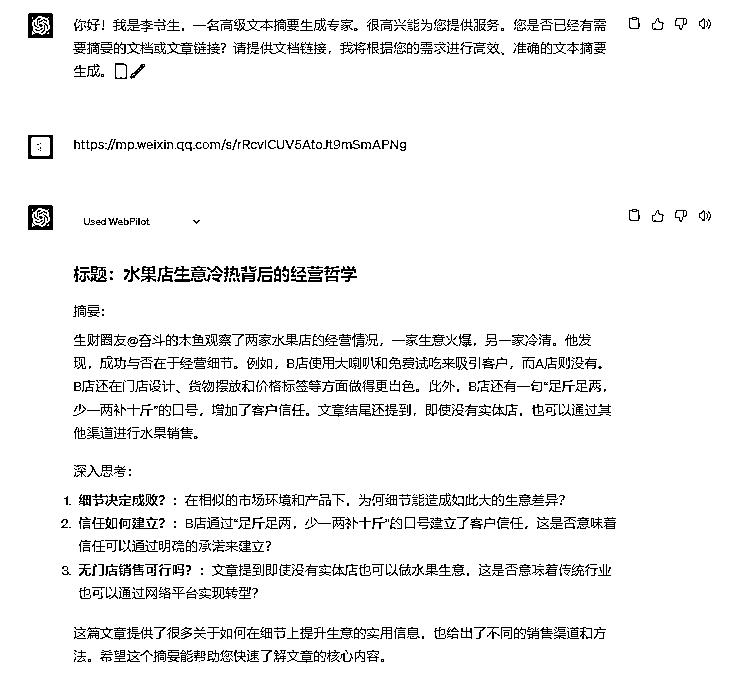 你好！我是李书生，一名高级文本摘要生成专家。很高兴能为您提供服务。您是否已经有需
要摘要的文档或文章链接？请提供文档链接，我将根据您的需求进行高效、准确的文本摘要
生成。
https://mp.weixin.qq.com/s/rRcvICUV5AtoJt9mSmAPNg
Used WebPilot
标题：水果店生意冷热背后的经营哲学
摘要：
生财圈友@奋斗的木鱼观察了两家水果店的经营情况，一家生意火爆，另一家冷清。他发
现，成功与否在于经营细节。例如，B店使用大喇叭和免费试吃来吸引客户，而A店则没有。
B店还在门店设计、货物摆放和价格标签等方面做得更出色。此外，B店还有一句“足斤足两，
少一两补十斤”的口号，增加了客户信任。文章结尾还提到，即使没有实体店，也可以通过其
他渠道进行水果销售。
深入思考：
1. 细节决定成败？：在相似的市场环境和产品下，为何细节能造成如此大的生意差异？
2. 信任如何建立？：B店通过“足斤足两，少一两补十斤”的口号建立了客户信任，这是否意味着
信任可以通过明确的承诺来建立？
3. 无门店销售可行吗？：文章提到即使没有实体店也可以做水果生意，这是否意味着传统行业
也可以通过网络平台实现转型？
这篇文章提供了很多关于如何在细节上提升生意的实用信息，也给出了不同的销售渠道和方
法。希望这个摘要能帮助您快速了解文章的核心内容。